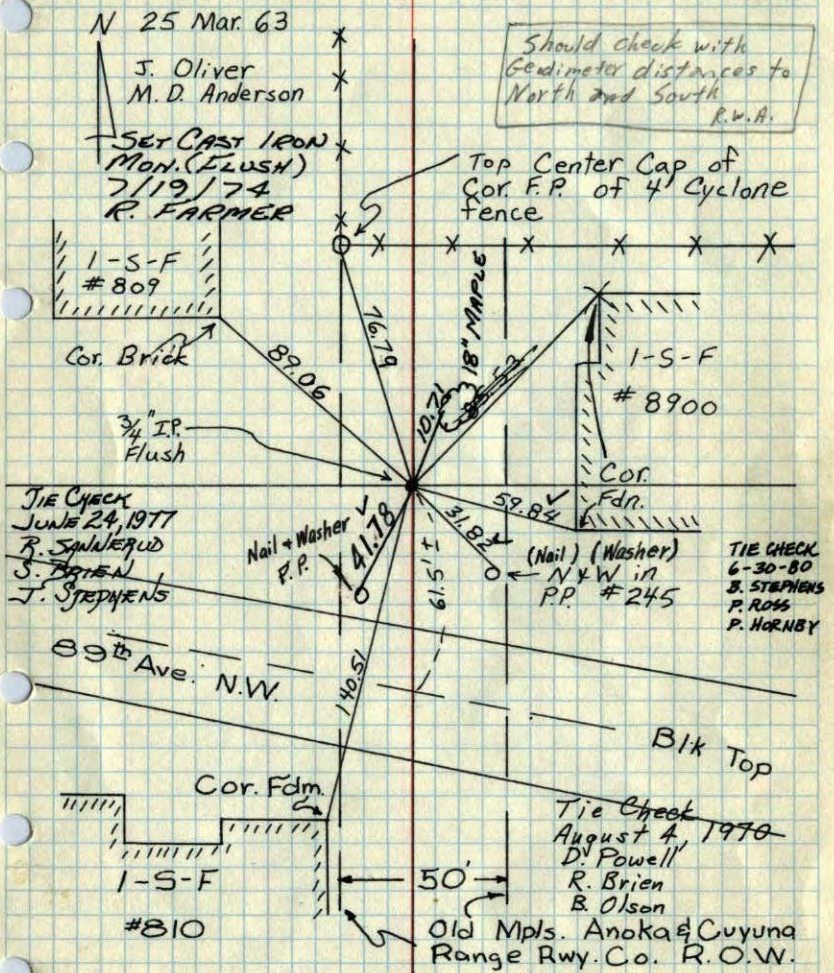 N 25 Mar. 63
J. Oliver
M.D. Anderson
SET CAST IRON
MON. (FLUSH)
7/19/74
R. FARMER
Should check with
Geodimeter distances to
North and South
R.W.A.
Top Center Cap of
Cor. F.P. of 4' Cyclone
fence
1-S-F
#809
Cor. Brick
89.06
76.79
10.71
18" MAPLE
1-S-F
#8900
Cor.
Fdn.
3/4" I.P.
Flush
59.84 ✓
31.82 ✓
41.78 ✓
Nail & Washer
P.P.
61.5' ±
(Nail) (Washer)
N & W in
P.P. #245
TIE CHECK
JUNE 24, 1977
R. SANNERUD
S. BRIEN
J. STEPHENS
TIE CHECK
6-30-80
B. STEPHENS
P. ROSS
P. HORNBY
89th Ave. N.W.
140.51
Blk Top
Cor. Fdm.
1-S-F
#810
50'
Tie Check
August 4, 1970
D. Powell
R. Brien
B. Olson
Old Mpls. Anoka & Cuyuna
Range Rwy. Co. R.O.W.